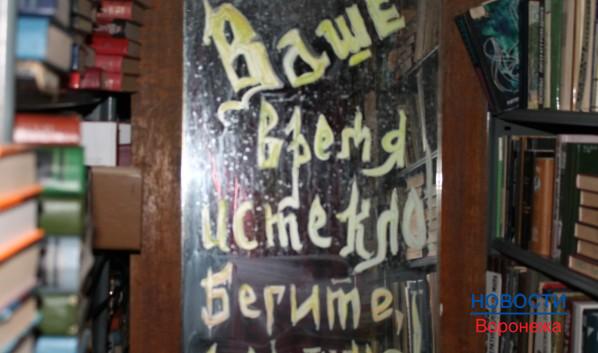 Ваше
время
истекло
Бегите,
НОВОСТИ
Воронежа